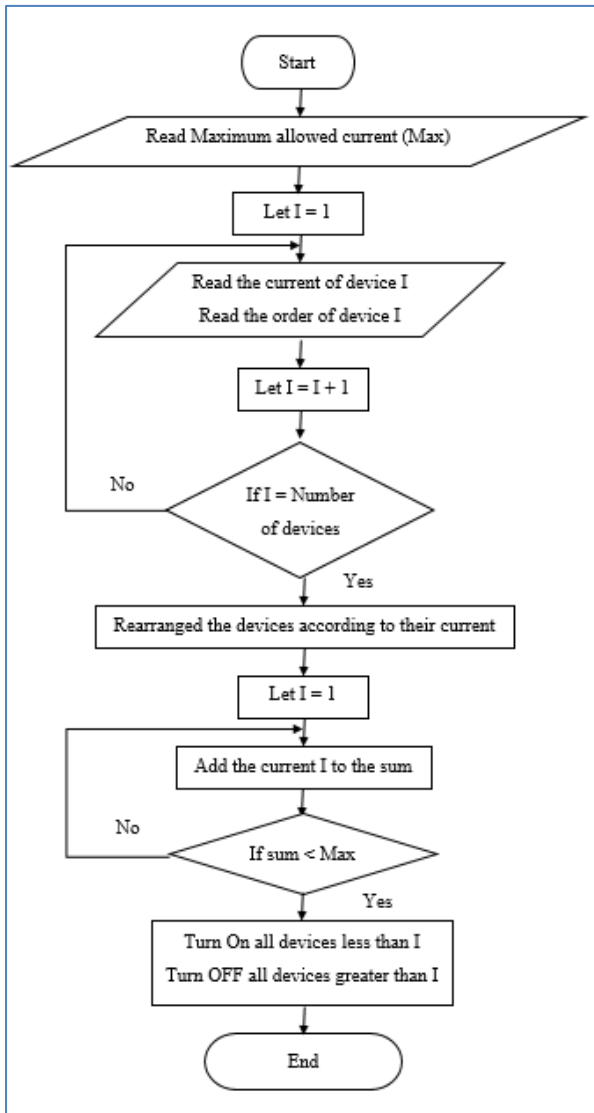 Start
Read Maximum allowed current (Max)
Let I = 1
Read the current of device I
Read the order of device I
Let I = I + 1
No
If I = Number
of devices
Yes
Rearranged the devices according to their current
Let I = 1
Add the current I to the sum
No
If sum < Max
Yes
Turn On all devices less than I
Turn OFF all devices greater than I
End